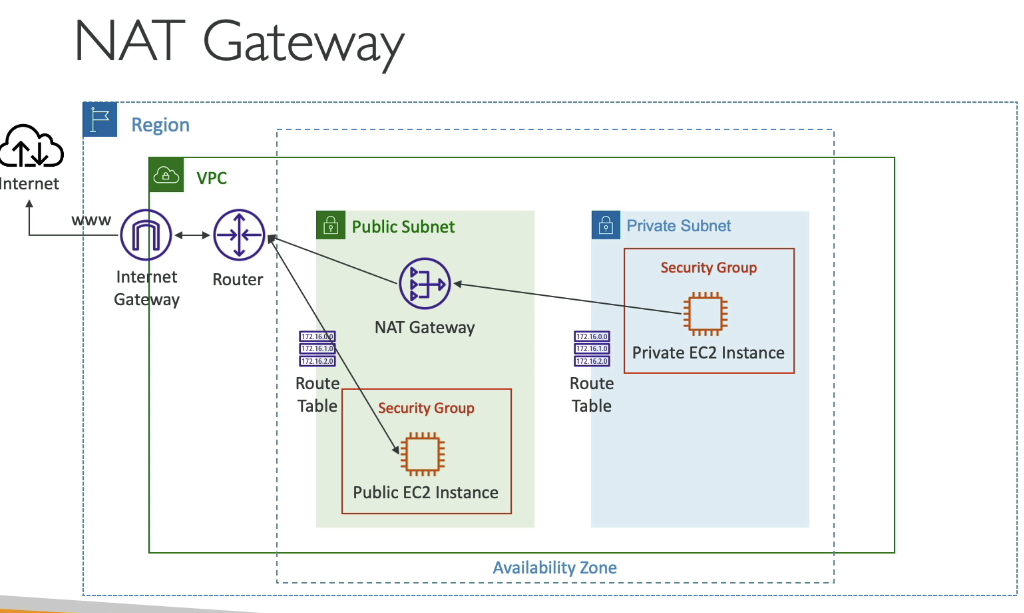 NAT Gateway
Region
Internet
VPC
www
Internet
Gateway
Router
Public Subnet
NAT Gateway
172.16.0.0
172.16.1.0
172.16.2.0
Route
Table
Security Group
Public EC2 Instance
Private Subnet
Security Group
Private EC2 Instance
172.16.0.0
172.16.1.0
172.16.2.0
Route
Table
Availability Zone